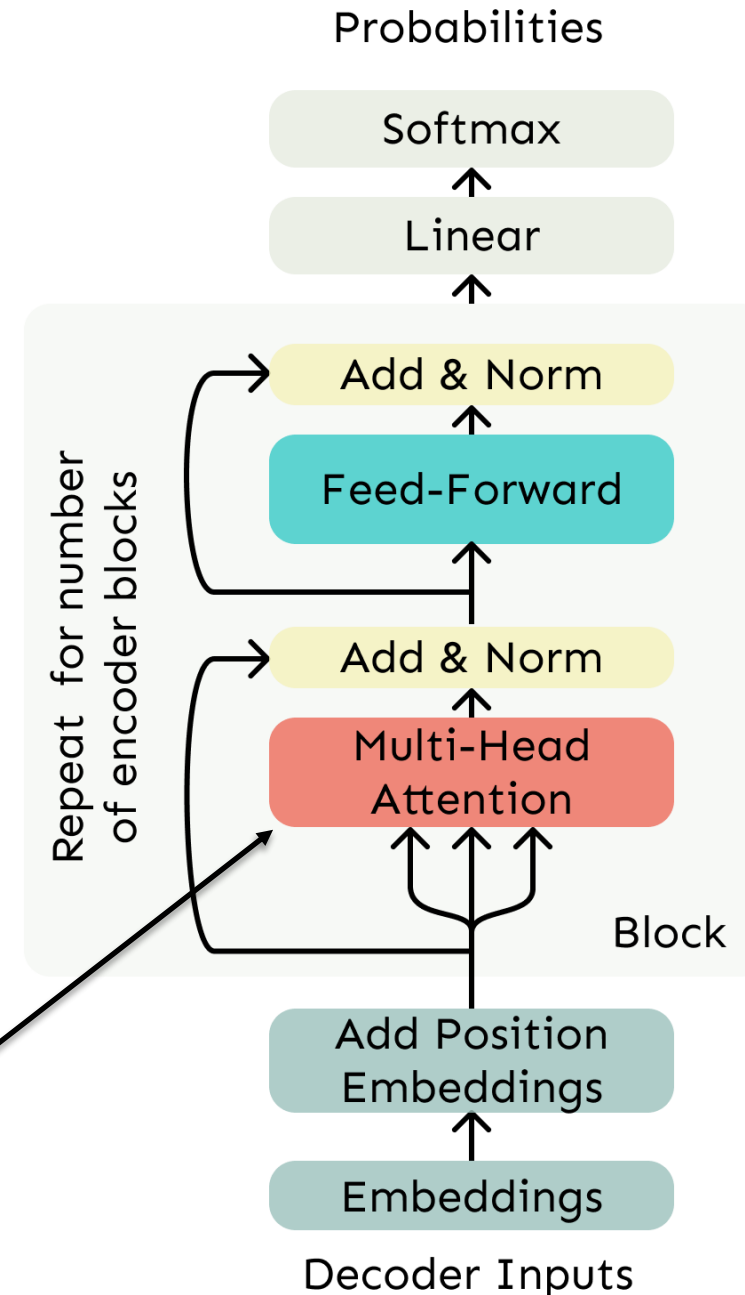 Probabilities
Softmax
Linear
Add & Norm
Feed-Forward
Repeat for number
of encoder blocks
Add & Norm
Multi-Head
Attention
Block
Add Position
Embeddings
Embeddings
Decoder Inputs